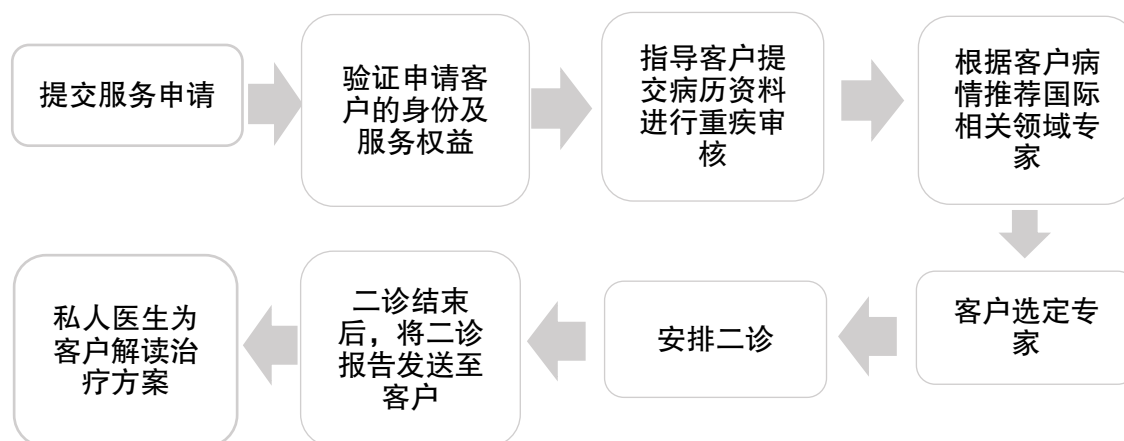 提交服务申请
验证申请客
户的身份及
服务权益
指导客户提
交病历资料
进行重疾审
核
根据客户病
情推荐国际
相关领域专
家
客户选定专
家
安排二诊
二诊结束
后，将二诊
报告发送至
客户
私人医生为
客户解读治
疗方案